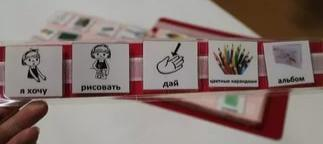 я хочу
рисовать
дай
цветные карандаши
альбом